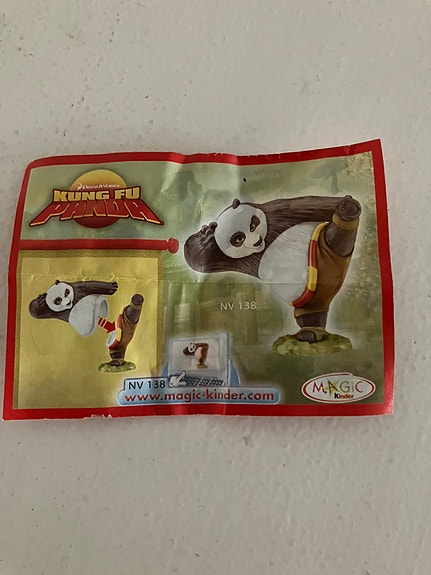 DREAMWORKS
KUNG FU
PANDA
NV 138
NV 138
www.magic-kinder.com
MAGiC
Kinder